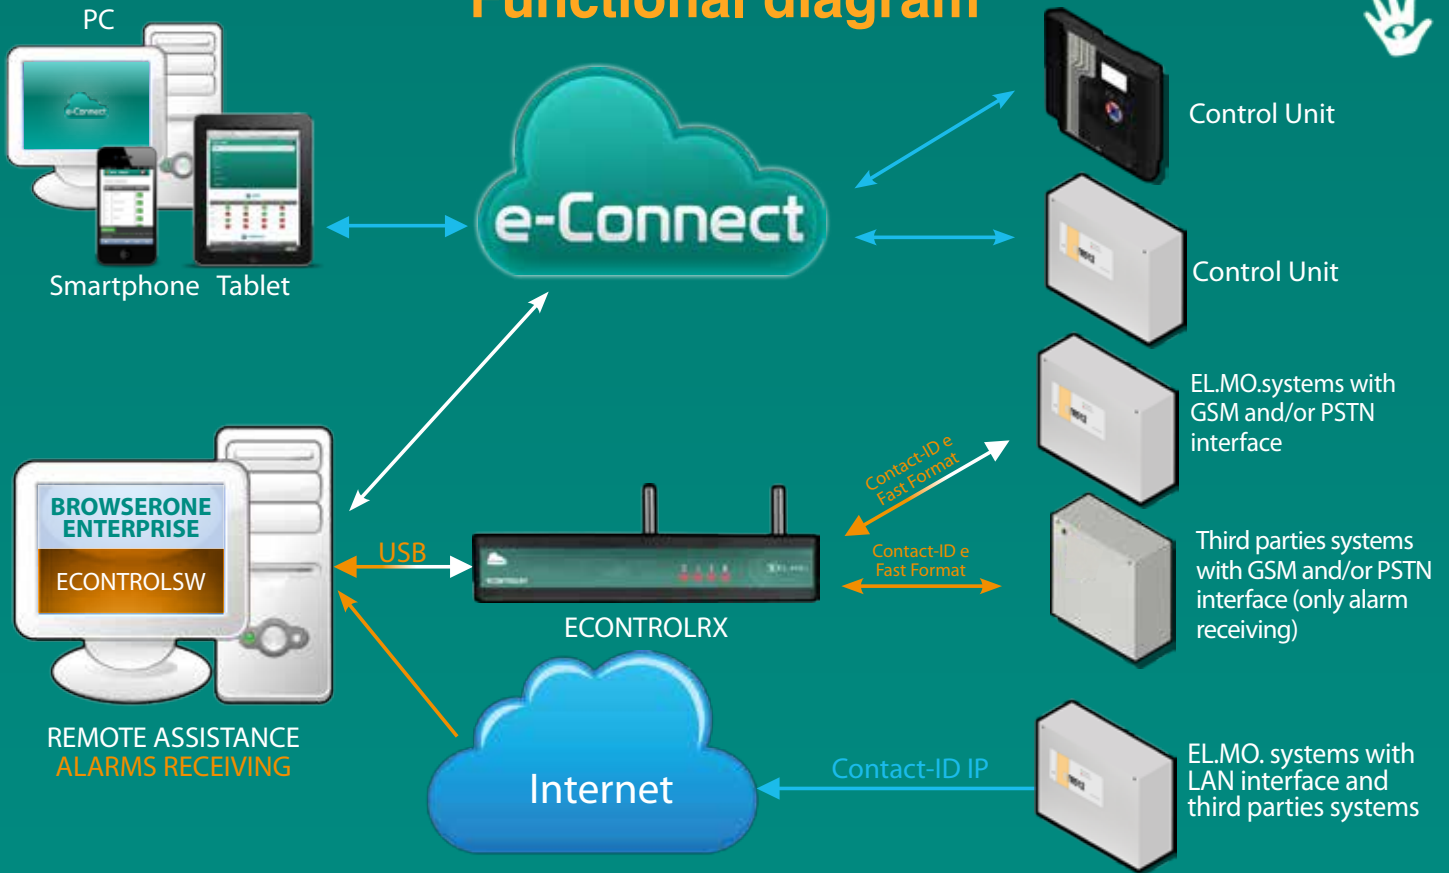 Functional diagram
PC
e-Connect
Smartphone Tablet
e-Connect
Control Unit
Control Unit
EL.MO.systems with
GSM and/or PSTN
interface
Contact-ID e
Fast Format
BROWSERONE
ENTERPRISE
ECONTROLSW
USB
Contact-ID e
Fast Format
ECONTROLRX
Third parties systems
with GSM and/or PSTN
interface (only alarm
receiving)
REMOTE ASSISTANCE
ALARMS RECEIVING
Internet
Contact-ID IP
EL.MO. systems with
LAN interface and
third parties systems